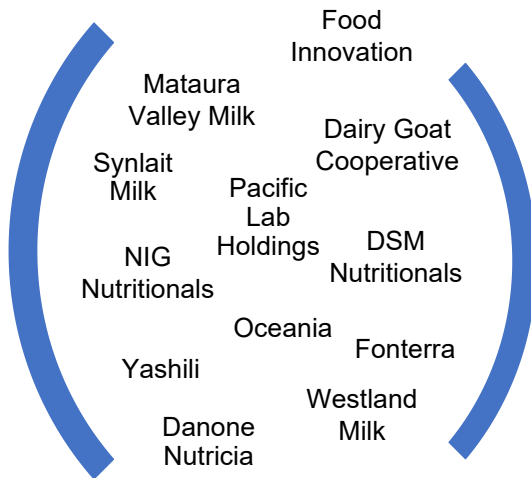 Food
Innovation
Mataura
Valley Milk
Dairy Goat
Cooperative
Synlait
Milk
Pacific
Lab
Holdings
DSM
Nutritionals
NIG
Nutritionals
Oceania
Fonterra
Yashili
Westland
Milk
Danone
Nutricia